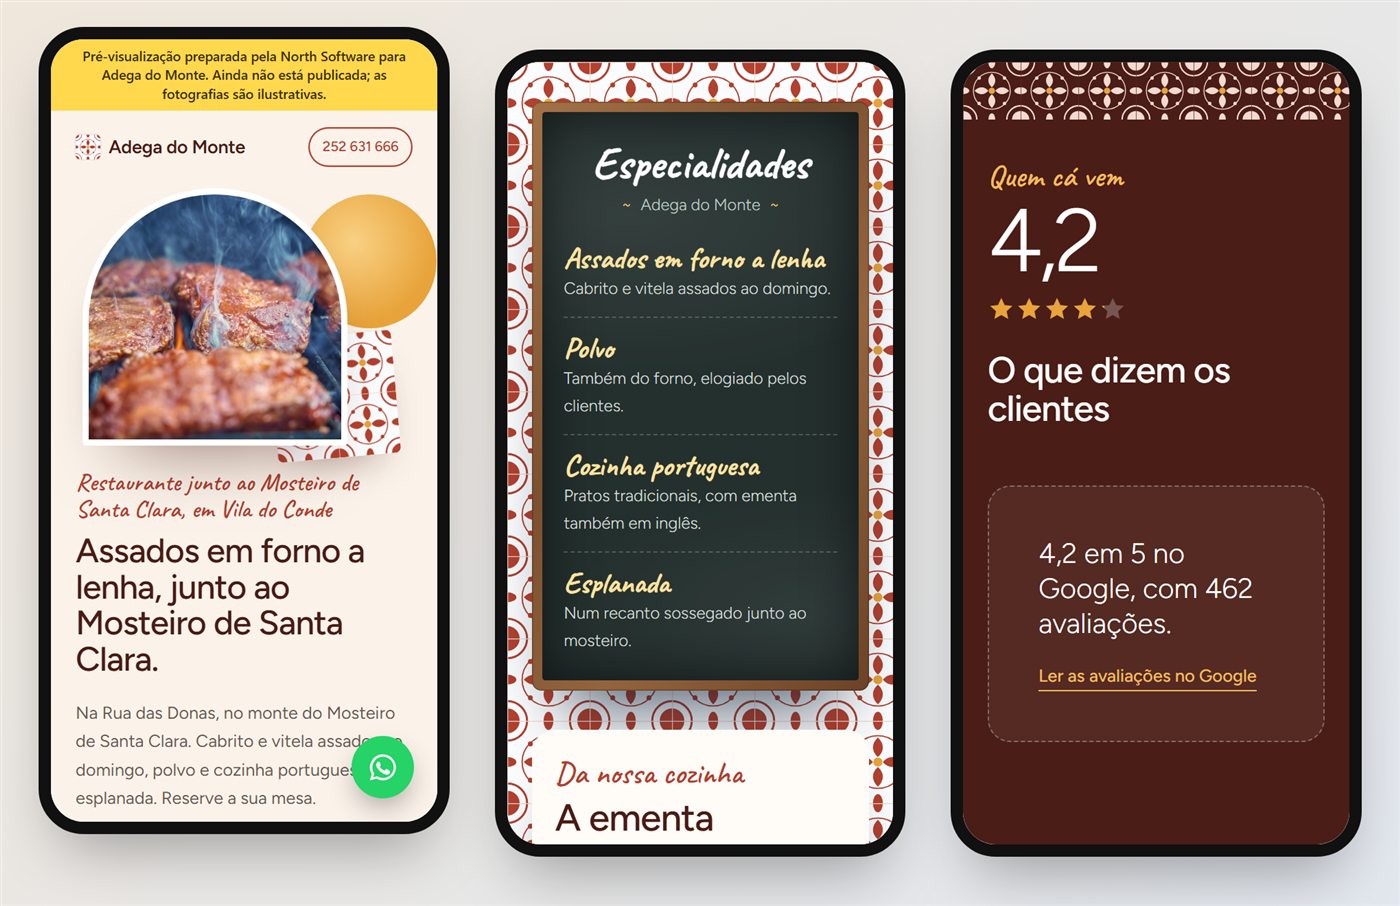 Pré-visualização preparada pela North Software para
Adega do Monte. Ainda não está publicada; as
fotografias são ilustrativas.
Adega do Monte
252 631 666
Restaurante junto ao Mosteiro de
Santa Clara, em Vila do Conde
Assados em forno a
lenha, junto ao
Mosteiro de Santa
Clara.
Na Rua das Donas, no monte do Mosteiro
de Santa Clara. Cabrito e vitela
domingo, polvo e cozinha
esplanada. Reserve a sua mesa.
Especialidades
~ Adega do Monte ~
Assados em forno a lenha
Cabrito e vitela assados ao domingo.
Polvo
Também do forno, elogiado pelos
clientes.
Cozinha portuguesa
Pratos tradicionais, com ementa
também em inglês.
Esplanada
Num recanto sossegado junto ao
mosteiro.
Da nossa cozinha
A ementa
Quem cá vem
4,2
O que dizem os
clientes
4,2 em 5 no
Google, com 462
avaliações.
Ler as avaliações no Google